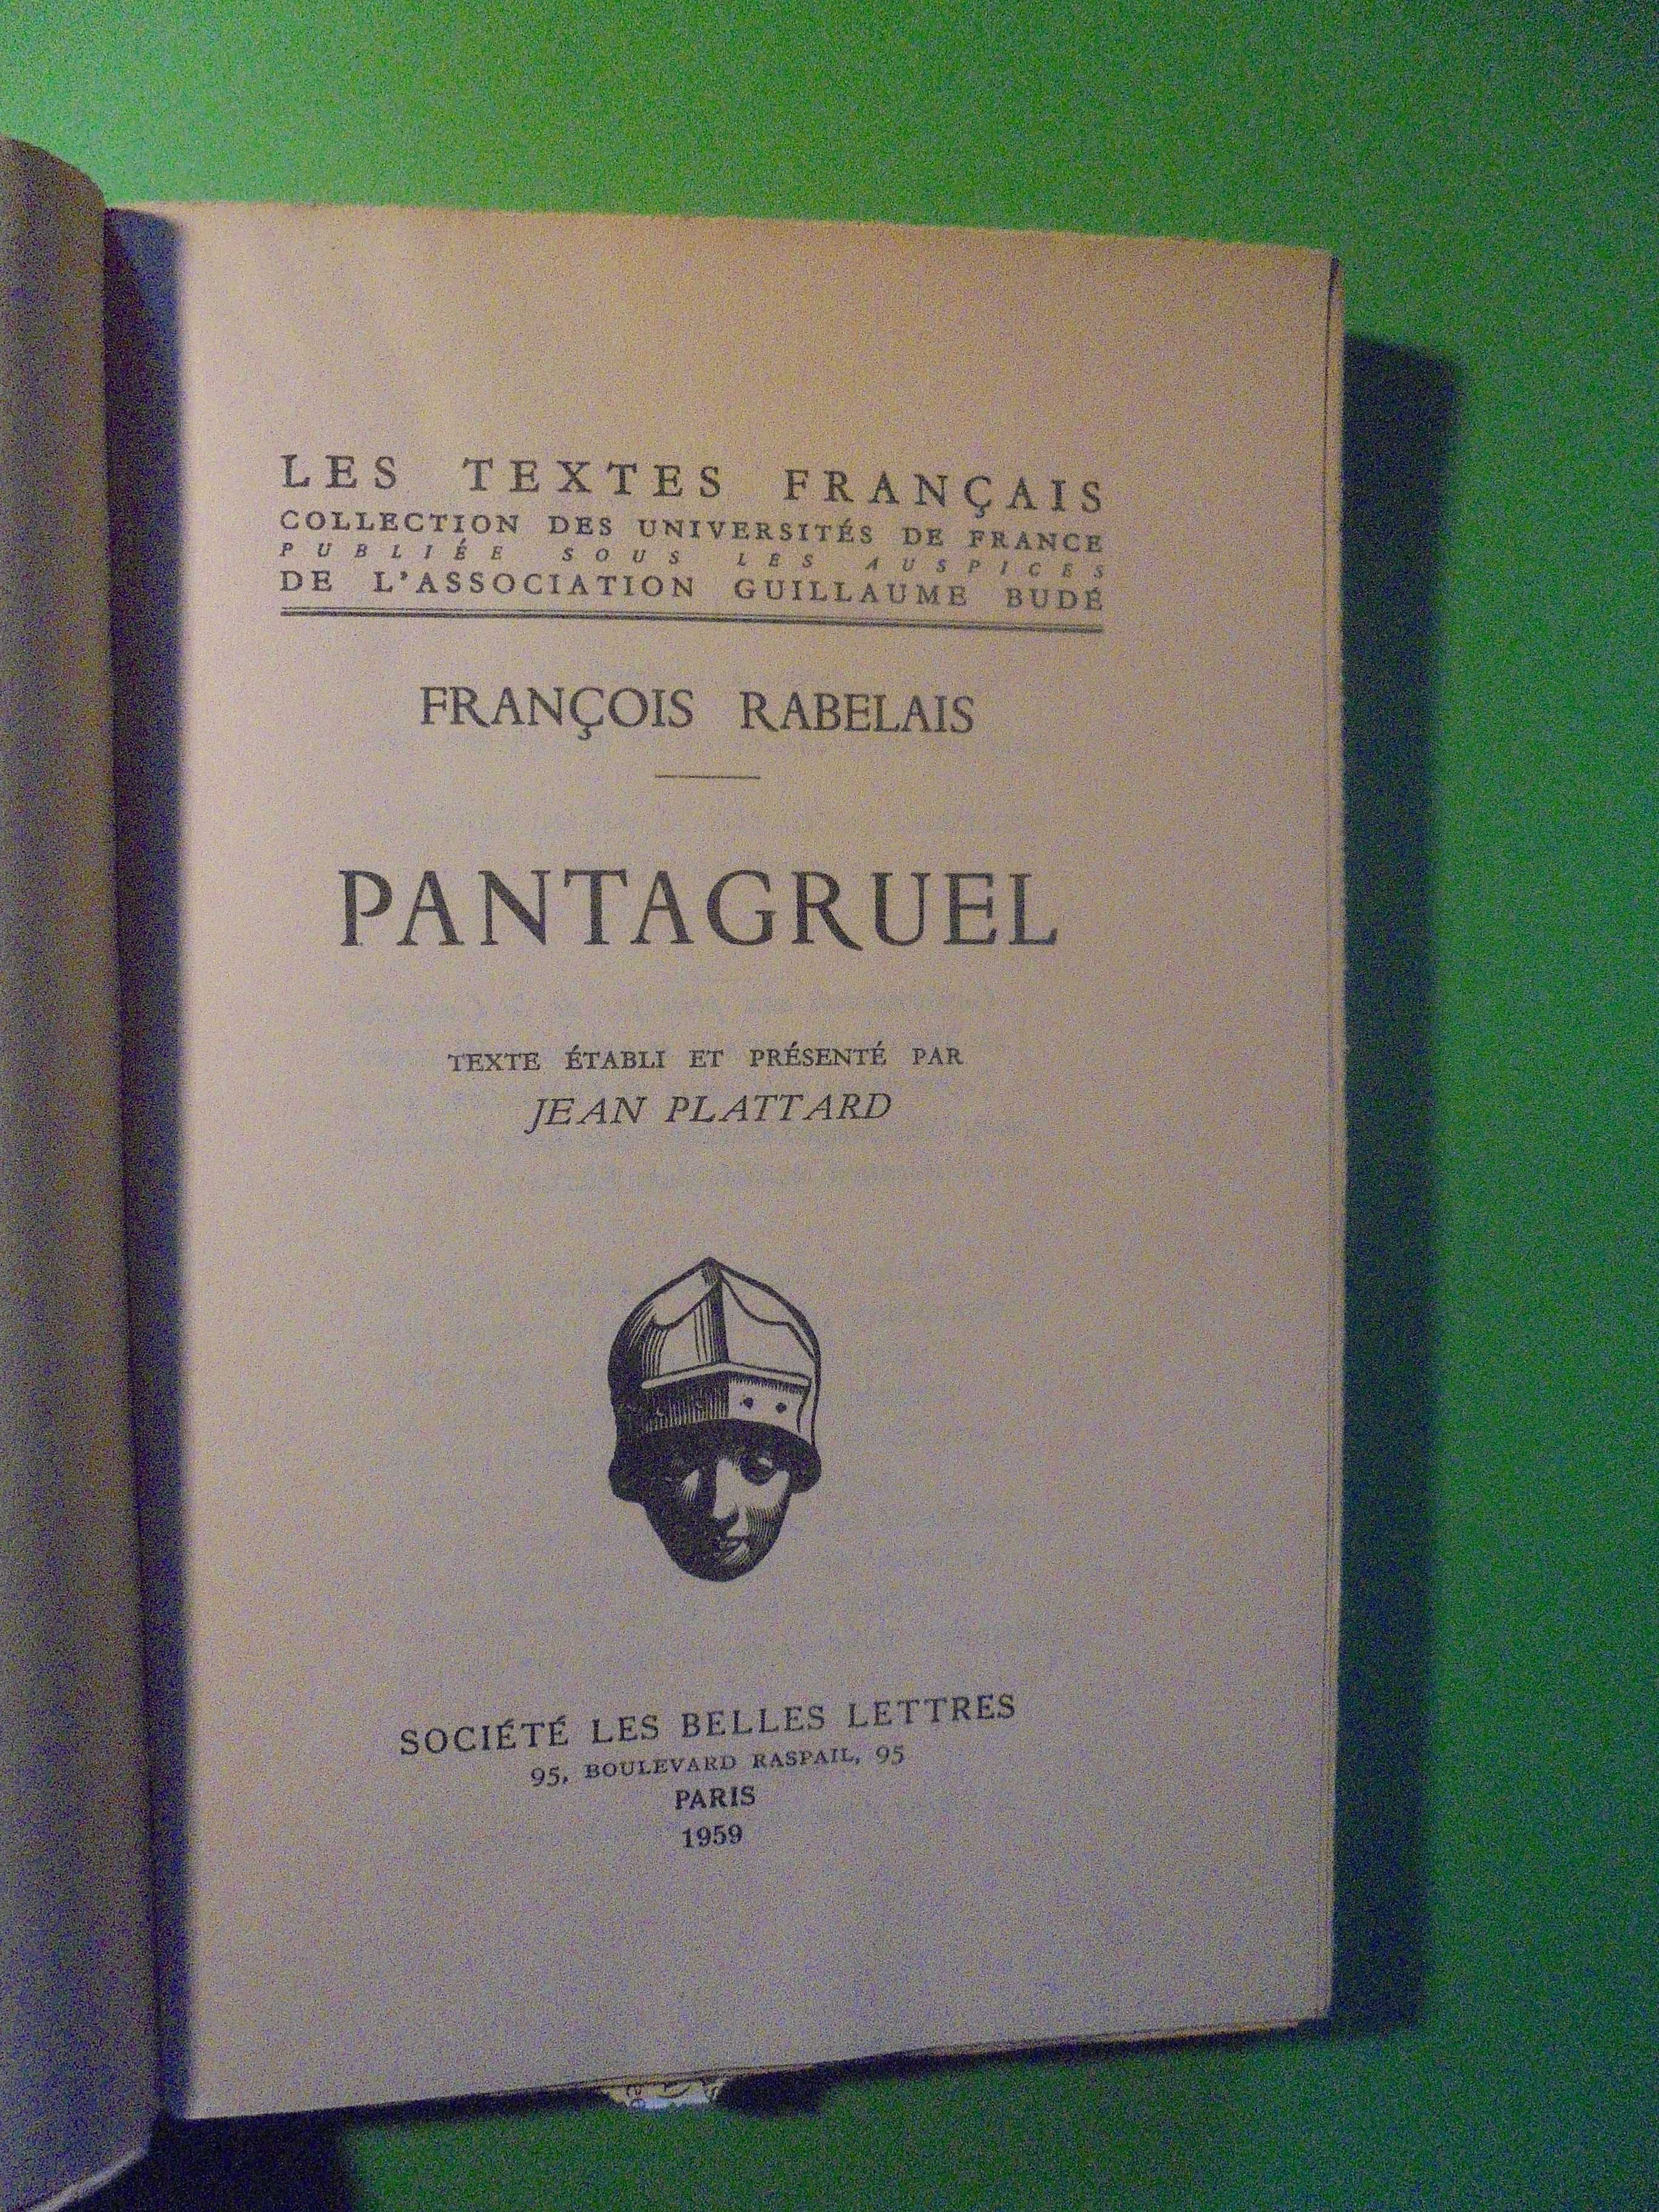 LES TEXTES FRANÇAIS
COLLECTION DES UNIVERSITÉS DE FRANCE
PUBLIÉE SOUS LES AUSPICES
DE L'ASSOCIATION GUILLAUME BUDÉ
FRANÇOIS RABELAIS
PANTAGRUEL
TEXTE ÉTABLI ET PRÉSENTÉ PAR
JEAN PLATTARD
SOCIÉTÉ LES BELLES LETTRES
95, BOULEVARD RASPAIL, 95
PARIS
1959